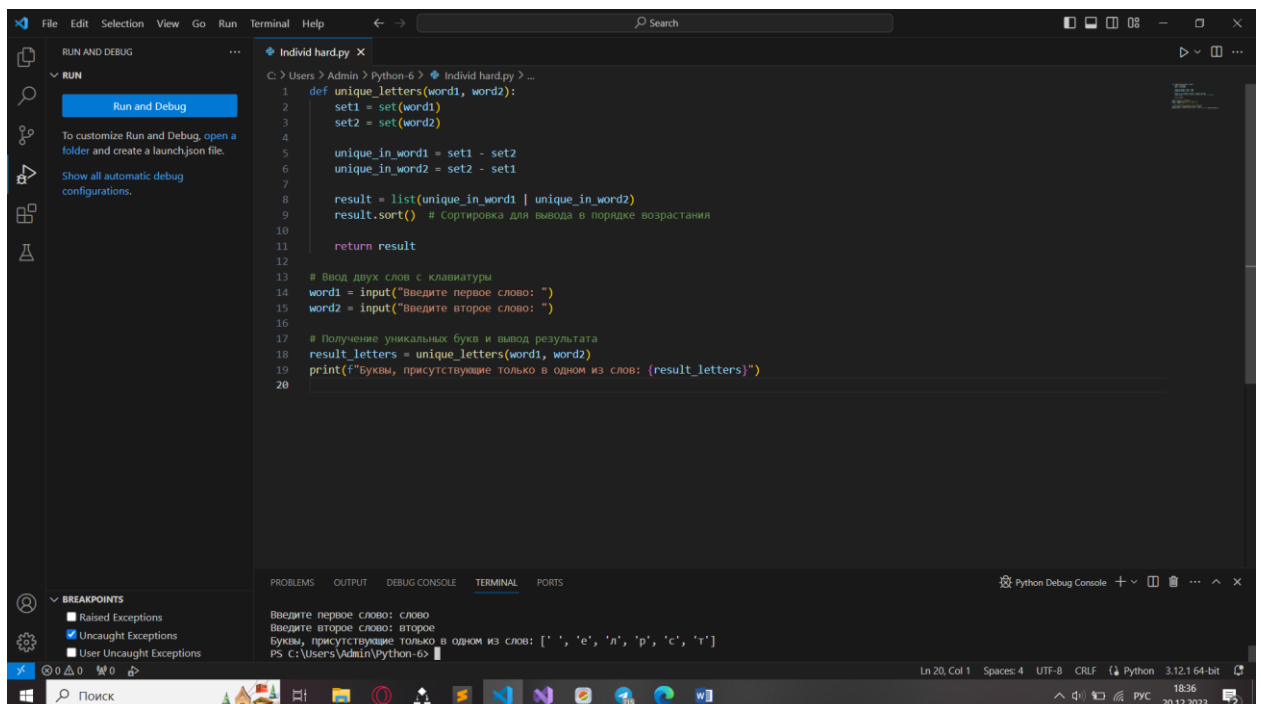 File Edit Selection View Go Run Terminal Help
Search
RUN AND DEBUG
Individ hard.py
RUN
C: > Users > Admin > Python-6 > Individ hard.py > ...
Run and Debug
To customize Run and Debug, open a
folder and create a launch.json file.
Show all automatic debug
configurations.
1 def unique_letters(word1, word2):
2 set1 = set(word1)
3 set2 = set(word2)
4
5 unique_in_word1 = set1 - set2
6 unique_in_word2 = set2 - set1
7
8 result = list(unique_in_word1 | unique_in_word2)
9 result.sort() # Сортировка для вывода в порядке возрастания
10
11 return result
12
13 # Ввод двух слов с клавиатуры
14 word1 = input("Введите первое слово: ")
15 word2 = input("Введите второе слово: ")
16
17 # Получение уникальных букв и вывод результата
18 result_letters = unique_letters(word1, word2)
19 print(f"Буквы, присутствующие только в одном из слов: {result_letters}")
20
PROBLEMS OUTPUT DEBUG CONSOLE TERMINAL PORTS
Python Debug Console
BREAKPOINTS
Raised Exceptions
Uncaught Exceptions
User Uncaught Exceptions
Введите первое слово: слово
Введите второе слово: второе
Буквы, присутствующие только в одном из слов: [' ', 'е', 'л', 'р', 'с', 'т']
PS C:\Users\Admin\Python-6>
0 0 0
Ln 20, Col 1 Spaces: 4 UTF-8 CRLF Python 3.12.1 64-bit
Поиск
РУС
18:36
20.12.2023